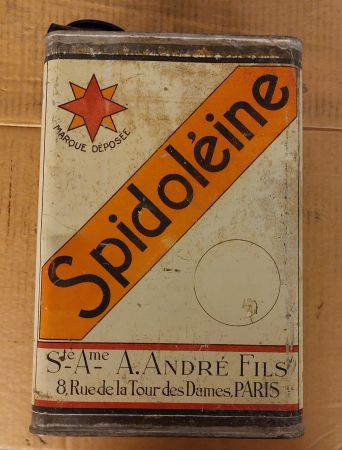 MARQUE DÉPOSÉE
Spidoléine
Sté Ame A. ANDRÉ FILS
8, Rue de la Tour des Dames, PARIS